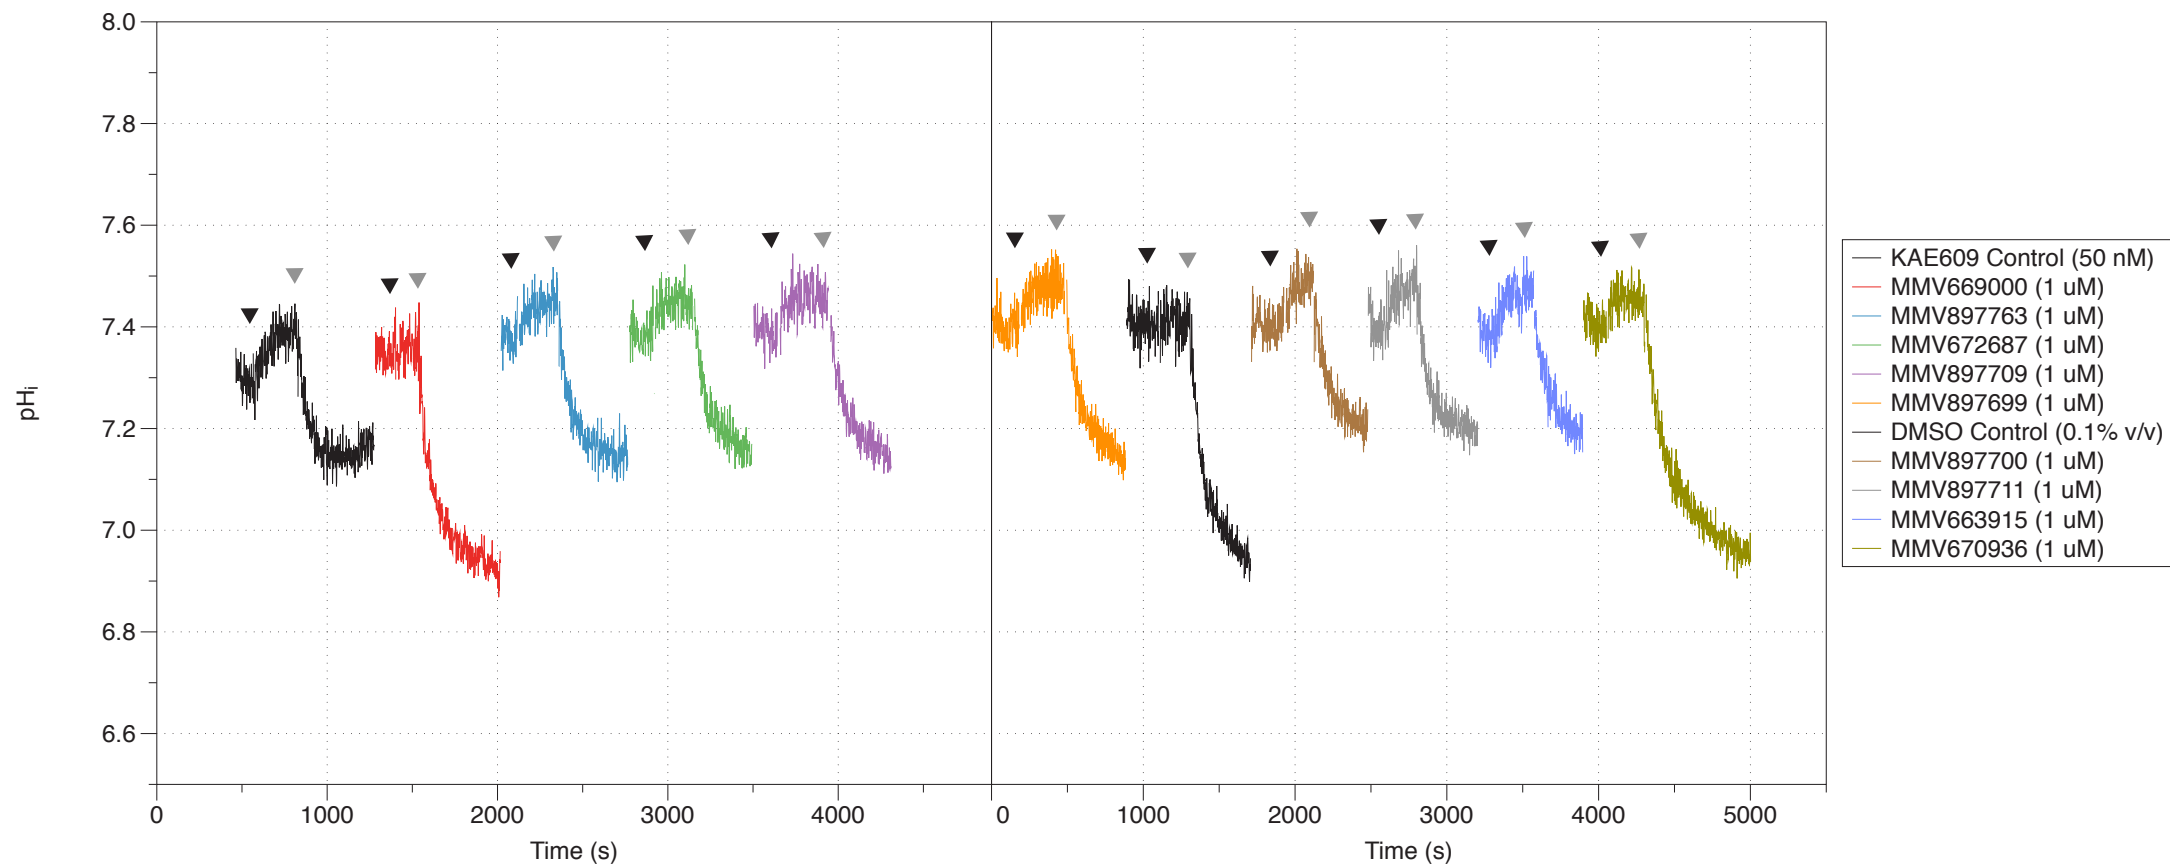 8.0
7.8
7.6
7.4
7.2
7.0
6.8
6.6
pHi
0 1000 2000 3000 4000
Time (s)
0 1000 2000 3000 4000 5000
Time (s)
KAE609 Control (50 nM)
MMV669000 (1 uM)
MMV897763 (1 uM)
MMV672687 (1 uM)
MMV897709 (1 uM)
MMV897699 (1 uM)
DMSO Control (0.1% v/v)
MMV897700 (1 uM)
MMV897711 (1 uM)
MMV663915 (1 uM)
MMV670936 (1 uM)